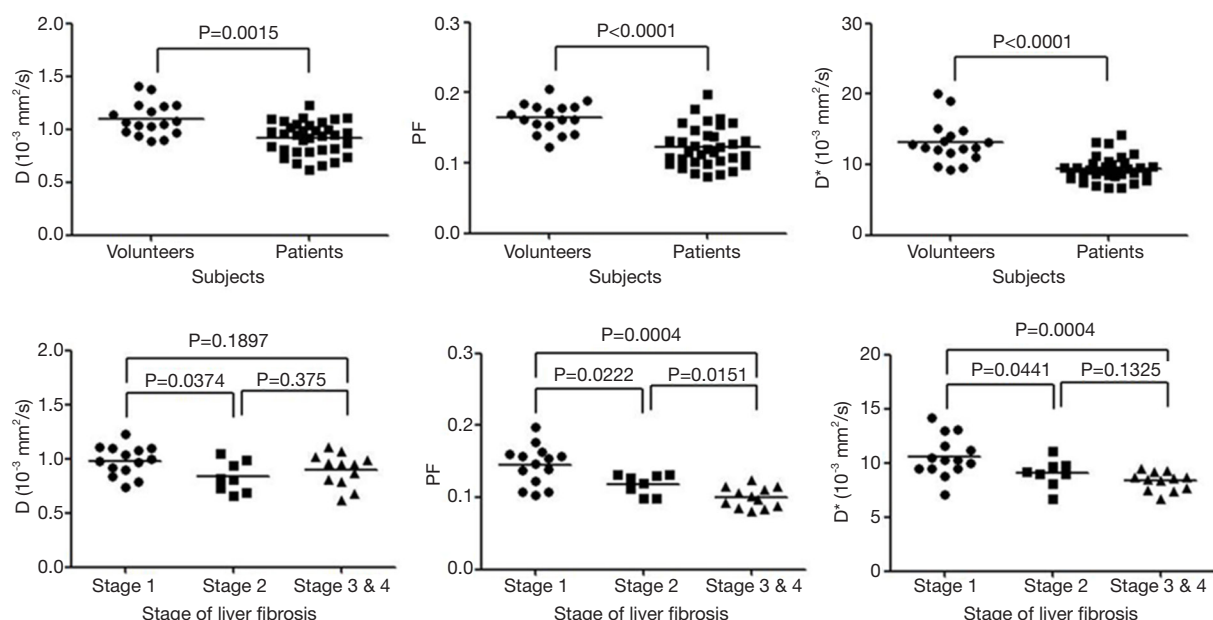 P=0.0015
D (10⁻³ mm²/s)
2.0
1.5
1.0
0.5
0.0
Volunteers Patients
Subjects
P<0.0001
PF
0.3
0.2
0.1
0.0
Volunteers Patients
Subjects
P<0.0001
D* (10⁻³ mm²/s)
30
20
10
0
Volunteers Patients
Subjects
P=0.1897
P=0.0374 P=0.375
D (10⁻³ mm²/s)
2.0
1.5
1.0
0.5
0.0
Stage 1 Stage 2 Stage 3 & 4
Stage of liver fibrosis
P=0.0004
P=0.0222 P=0.0151
PF
0.3
0.2
0.1
0.0
Stage 1 Stage 2 Stage 3 & 4
Stage of liver fibrosis
P=0.0004
P=0.0441 P=0.1325
D* (10⁻³ mm²/s)
20
15
10
5
0
Stage 1 Stage 2 Stage 3 & 4
Stage of liver fibrosis